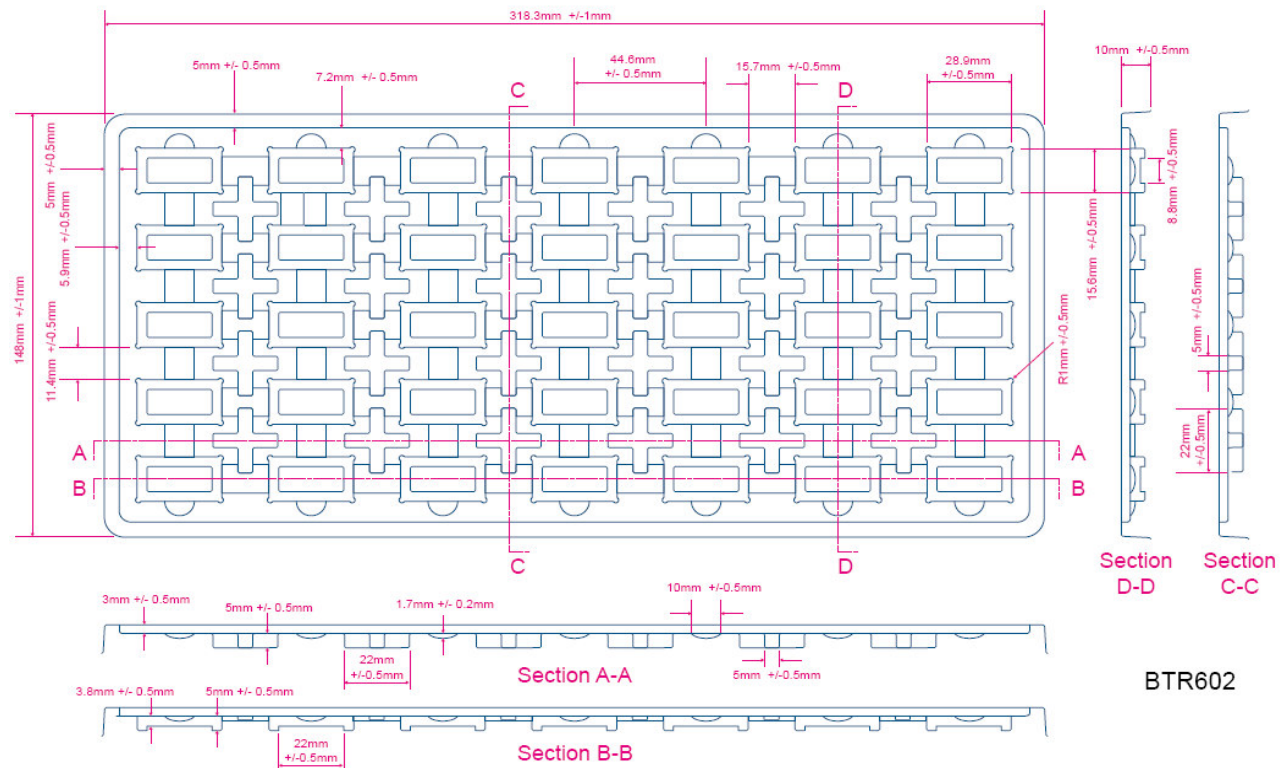 318.3mm +/-1mm
5mm +/- 0.5mm
7.2mm +/- 0.5mm
44.6mm
+/- 0.5mm
15.7mm +/-0.5mm
28.9mm
+/-0.5mm
10mm +/-0.5mm
C
D
5mm +/-0.5mm
5.9mm +/-0.5mm
11.4mm +/-0.5mm
148mm +/-1mm
15.6mm +/-0.5mm
8.8mm +/-0.5mm
R1mm +/-0.5mm
5mm +/-0.5mm
22mm
+/-0.5mm
A
A
B
B
C
D
Section
D-D
Section
C-C
3mm +/- 0.5mm
5mm +/- 0.5mm
1.7mm +/- 0.2mm
10mm
+/-0.5mm
22mm
+/-0.5mm
Section A-A
5mm +/-0.5mm
BTR602
3.8mm +/- 0.5mm
5mm +/- 0.5mm
22mm
+/-0.5mm
Section B-B